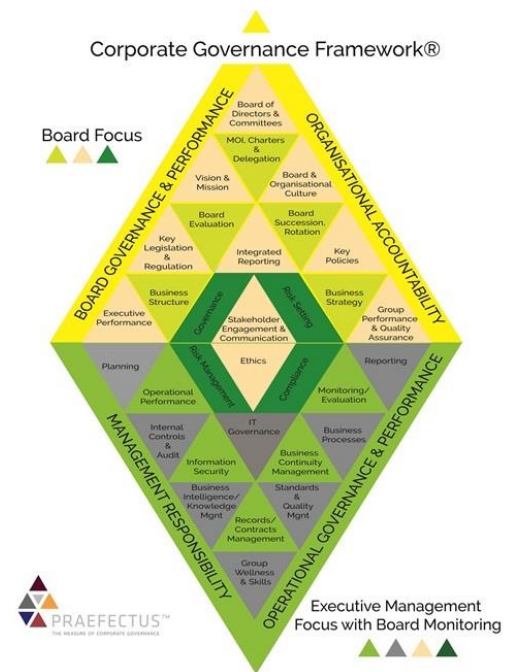 Corporate Governance Framework®
Board Focus
BOARD GOVERNANCE & PERFORMANCE
ORGANISATIONAL ACCOUNTABILITY
Board of
Directors &
Committees
MOI, Charters
&
Delegation
Vision &
Mission
Board &
Organisational
Culture
Board
Evaluation
Board
Succession,
Rotation
Key
Legislation
&
Regulation
Integrated
Reporting
Key
Policies
Business
Structure
Governance
Risk Setting
Business
Strategy
Executive
Performance
Stakeholder
Engagement &
Communication
Group
Performance
& Quality
Assurance
Planning
Risk Management
Ethics
Compliance
Reporting
Operational
Performance
Monitoring/
Evaluation
Internal
Controls
& Audit
IT
Governance
Business
Processes
Information
Security
Business
Continuity
Management
Business
Intelligence/
Knowledge
Mgnt
Standards
&
Quality
Mgnt
Records/
Contracts
Management
Group
Wellness
& Skills
MANAGEMENT RESPONSIBILITY
OPERATIONAL GOVERNANCE & PERFORMANCE
PRAEFECTUS™
THE MEASURE OF CORPORATE GOVERNANCE
Executive Management
Focus with Board Monitoring